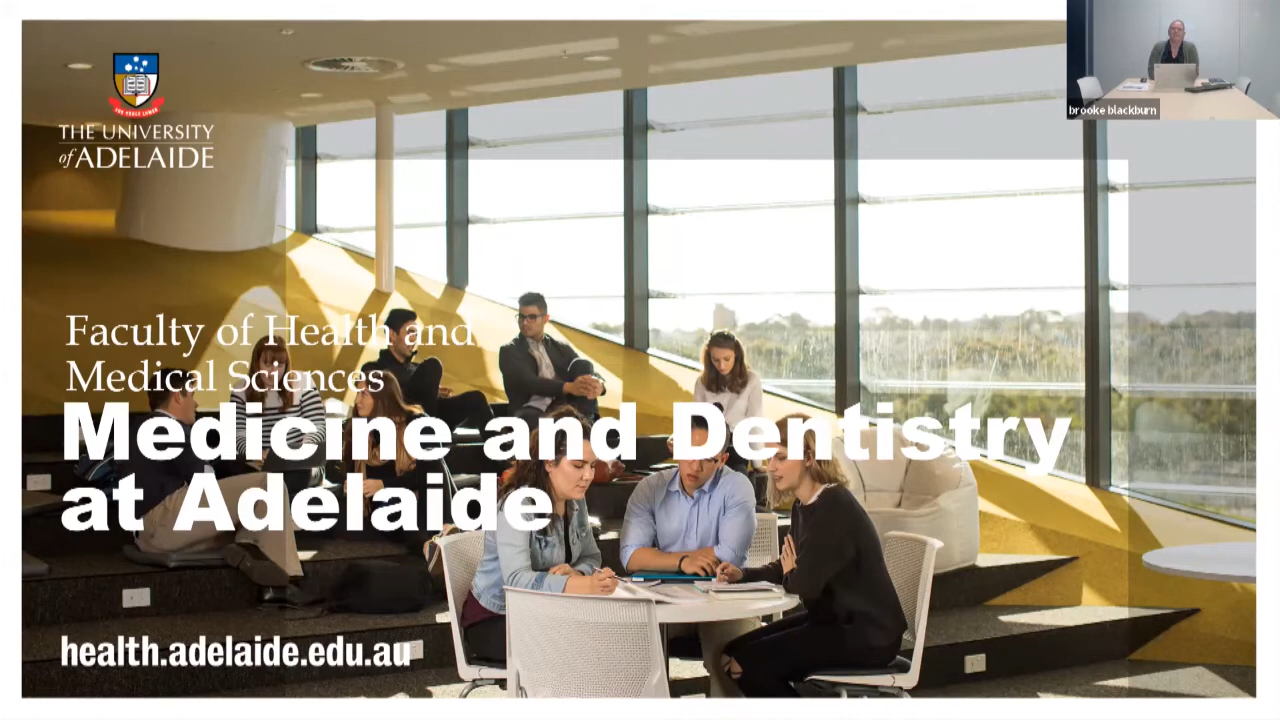 THE UNIVERSITY
of ADELAIDE
brooke blackburn
Faculty of Health and
Medical Sciences
Medicine and Dentistry
at Adelaide
health.adelaide.edu.au